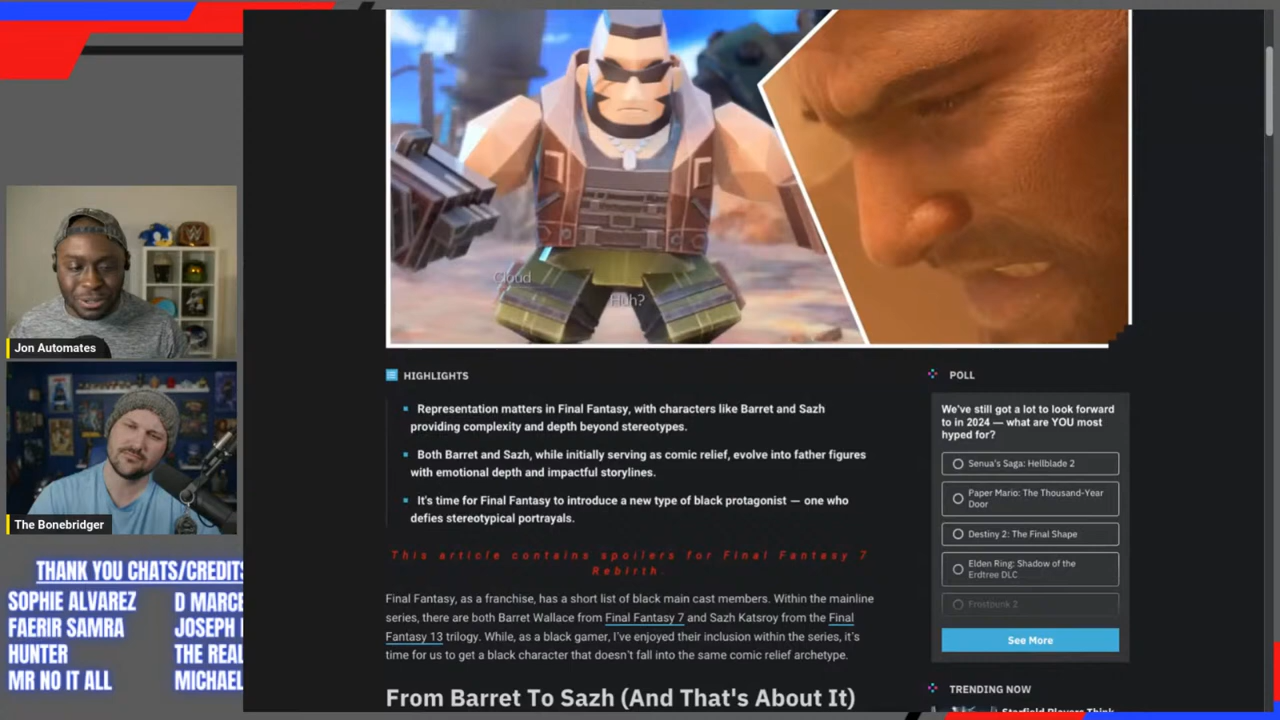 Cloud
Huh?
Jon Automates
The Bonebridger
THANK YOU CHATS/CREDITS
SOPHIE ALVAREZ
D MARCE
FAERIR SAMRA
JOSEPH
HUNTER
THE REAL
MR NO IT ALL
MICHAEL
HIGHLIGHTS
Representation matters in Final Fantasy, with characters like Barret and Sazh
providing complexity and depth beyond stereotypes.
Both Barret and Sazh, while initially serving as comic relief, evolve into father figures
with emotional depth and impactful storylines.
It's time for Final Fantasy to introduce a new type of black protagonist — one who
defies stereotypical portrayals.
This article contains spoilers for Final Fantasy 7
Rebirth.
Final Fantasy, as a franchise, has a short list of black main cast members. Within the mainline
series, there are both Barret Wallace from Final Fantasy 7 and Sazh Katsroy from the Final
Fantasy 13 trilogy. While, as a black gamer, I've enjoyed their inclusion within the series, it's
time for us to get a black character that doesn't fall into the same comic relief archetype.
From Barret To Sazh (And That's About It)
POLL
We've still got a lot to look forward
to in 2024 — what are YOU most
hyped for?
Senua's Saga: Hellblade 2
Paper Mario: The Thousand-Year
Door
Destiny 2: The Final Shape
Elden Ring: Shadow of the
Erdtree DLC
Frostpunk 2
See More
TRENDING NOW
Starfield Players Think